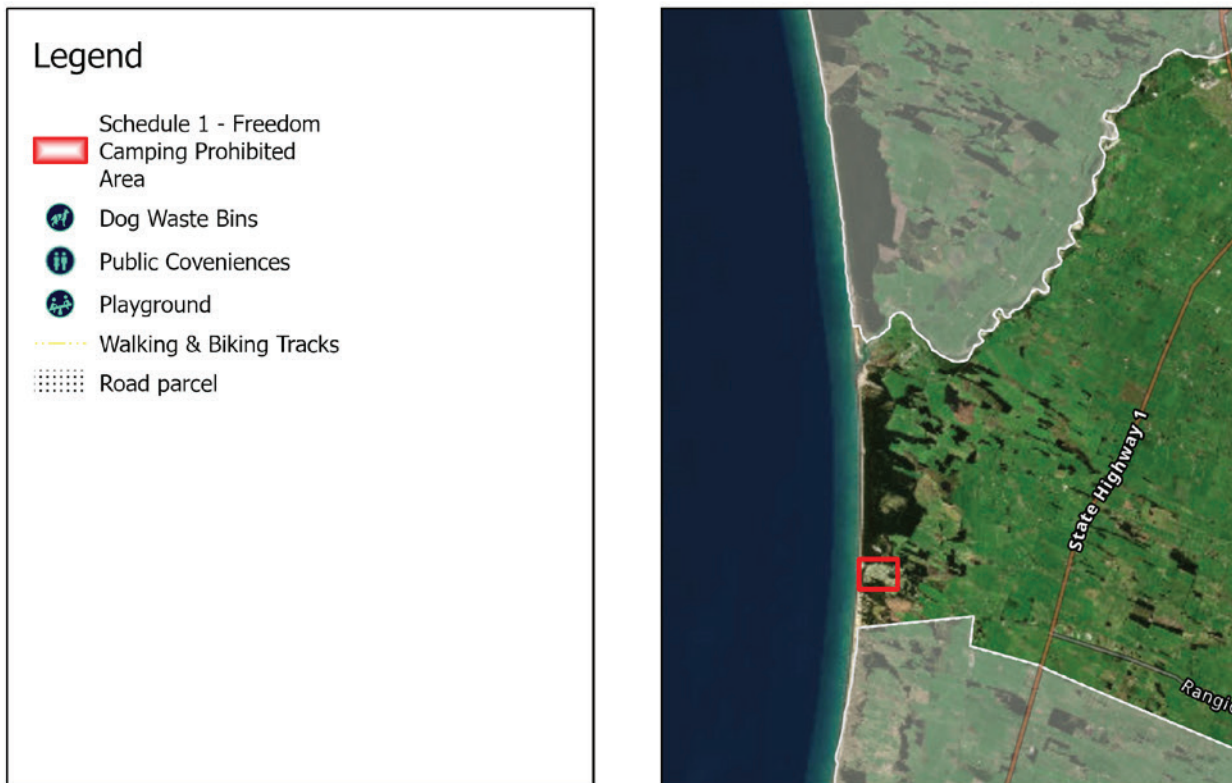 Legend
Schedule 1 - Freedom
Camping Prohibited
Area
Dog Waste Bins
Public Coveniences
Playground
Walking & Biking Tracks
Road parcel
State Highway 1